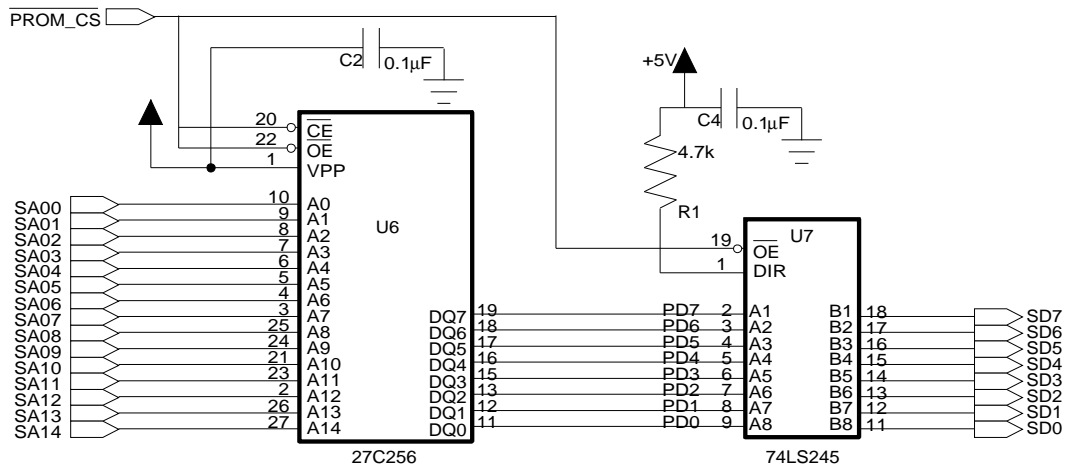 PROM_CS
C2
0.1μF
+5V
C4
0.1μF
4.7k
R1
20
CE
22
OE
1
VPP
U6
U7
19
OE
1
DIR
SA00
10
A0
SA01
9
A1
SA02
8
A2
SA03
7
A3
SA04
6
A4
SA05
5
A5
SA06
4
A6
SA07
3
A7
SA08
25
A8
SA09
24
A9
SA10
21
A10
SA11
23
A11
SA12
2
A12
SA13
26
A13
SA14
27
A14
DQ7
19
PD7
2
A1
B1
18
SD7
DQ6
18
PD6
3
A2
B2
17
SD6
DQ5
17
PD5
4
A3
B3
16
SD5
DQ4
16
PD4
5
A4
B4
15
SD4
DQ3
15
PD3
6
A5
B5
14
SD3
DQ2
13
PD2
7
A6
B6
13
SD2
DQ1
12
PD1
8
A7
B7
12
SD1
DQ0
11
PD0
9
A8
B8
11
SD0
27C256
74LS245